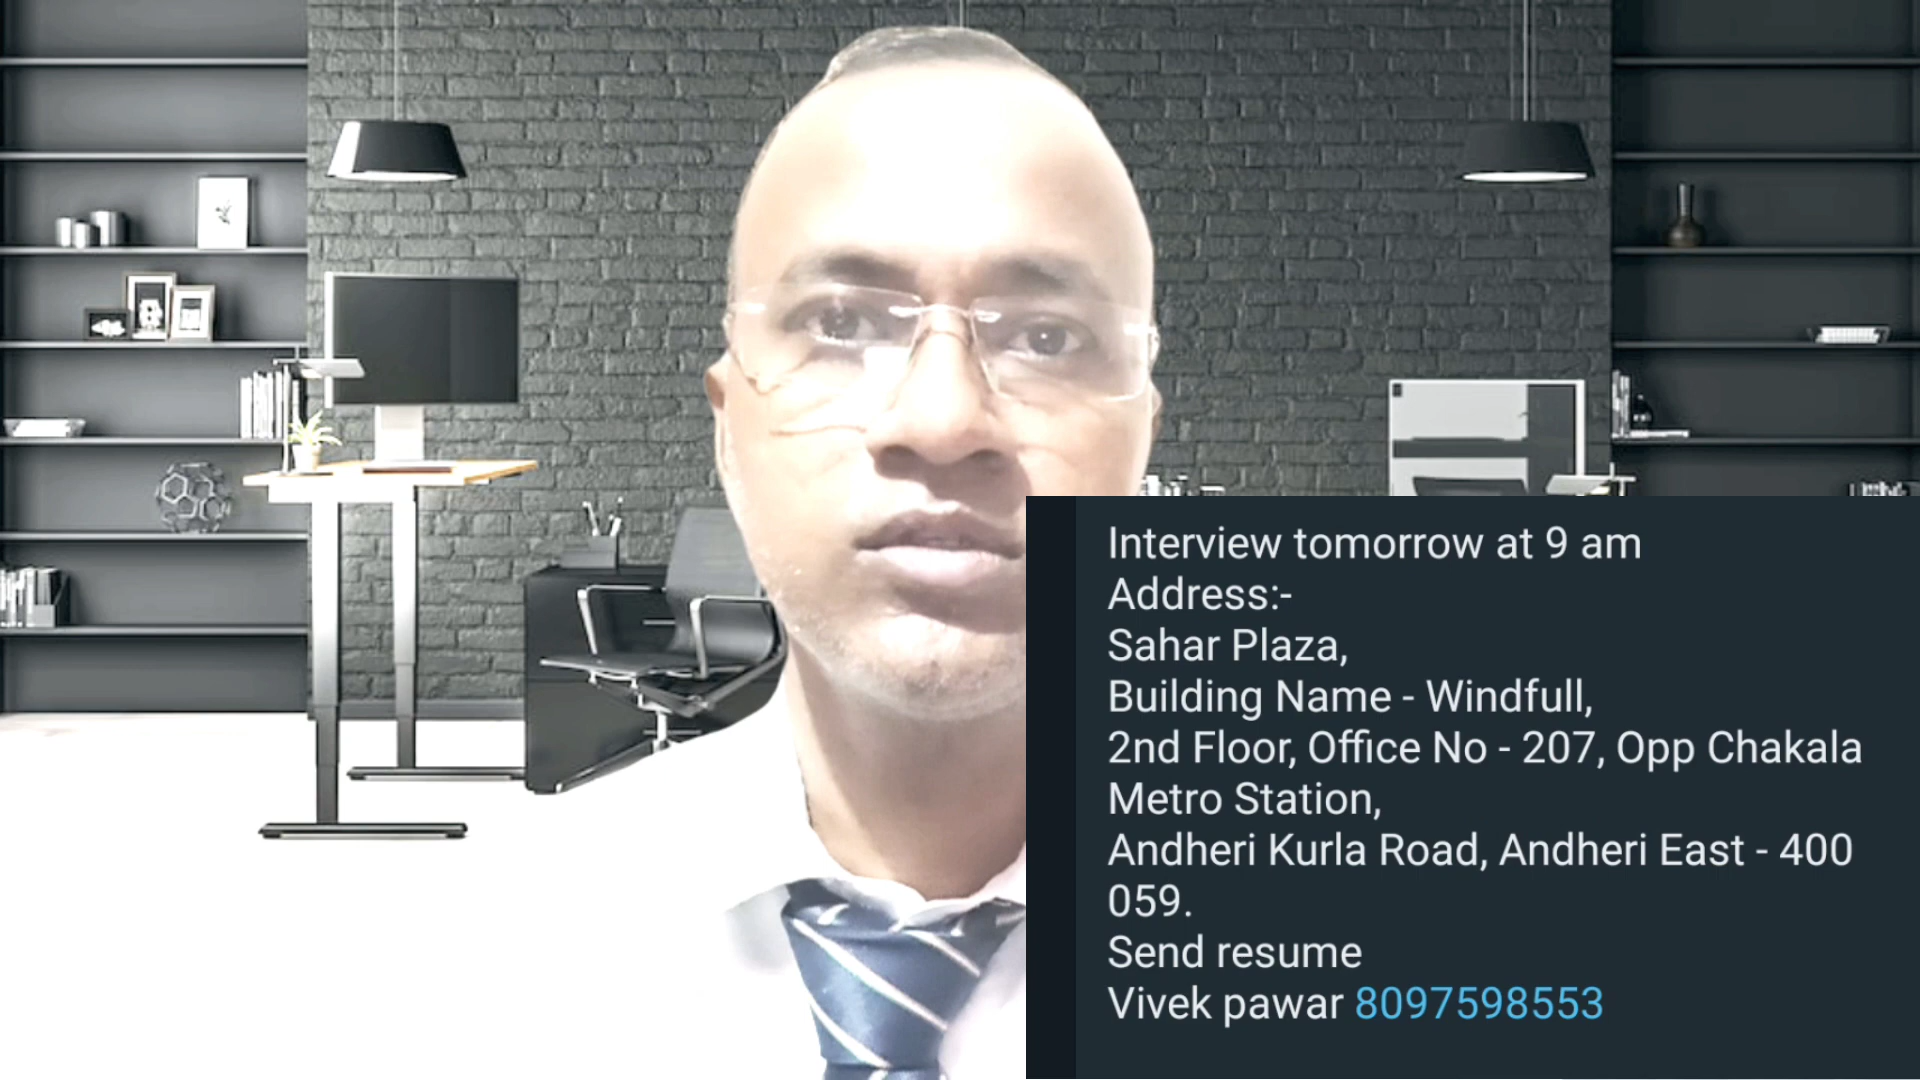 Interview tomorrow at 9 am
Address:-
Sahar Plaza,
Building Name - Windfull,
2nd Floor, Office No - 207, Opp Chakala
Metro Station,
Andheri Kurla Road, Andheri East - 400
059.
Send resume
Vivek pawar 8097598553